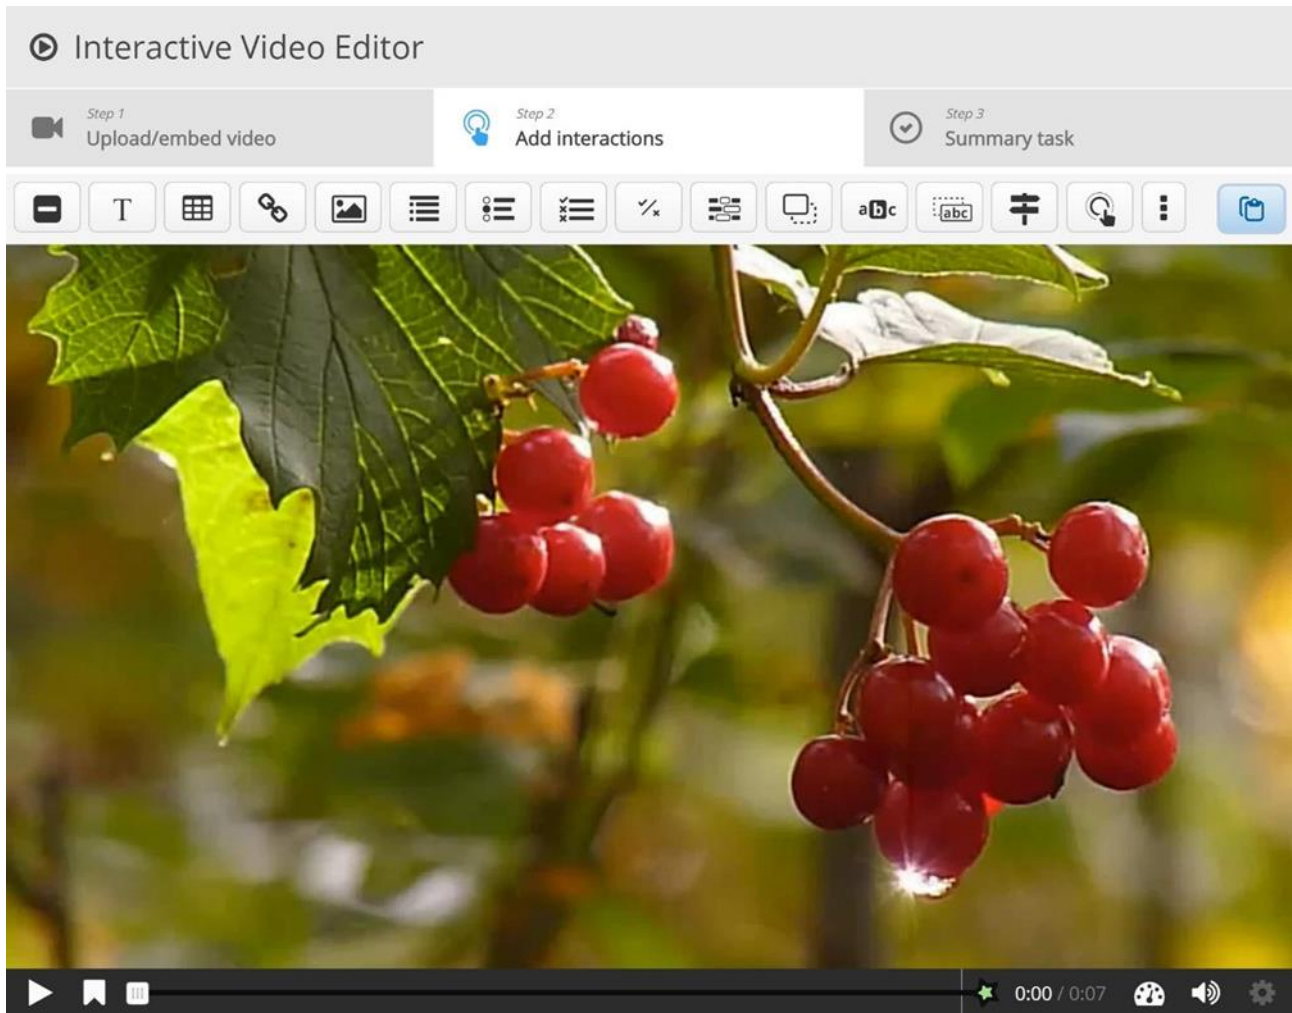 Interactive Video Editor
Step 1
Upload/embed video
Step 2
Add interactions
Step 3
Summary task
T
abc
abc
0:00 / 0:07